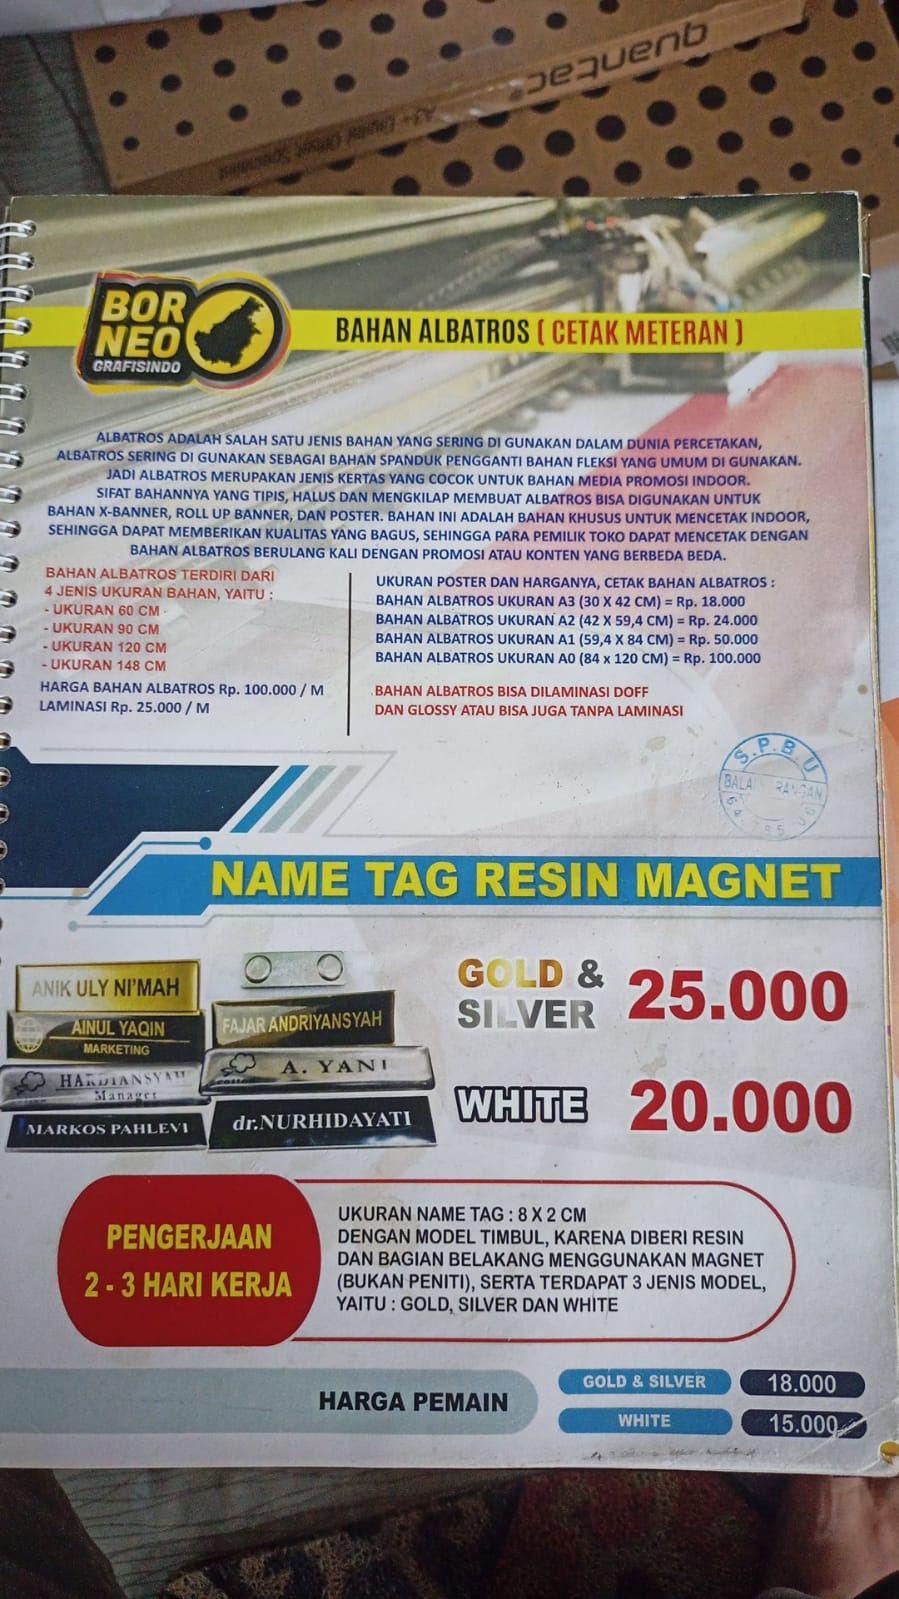 quantac
A3+ Digital Offset Specialist
BOR
NEO
GRAFISINDO
BAHAN ALBATROS ( CETAK METERAN )
ALBATROS ADALAH SALAH SATU JENIS BAHAN YANG SERING DI GUNAKAN DALAM DUNIA PERCETAKAN,
ALBATROS SERING DI GUNAKAN SEBAGAI BAHAN SPANDUK PENGGANTI BAHAN FLEKSI YANG UMUM DI GUNAKAN.
JADI ALBATROS MERUPAKAN JENIS KERTAS YANG COCOK UNTUK BAHAN MEDIA PROMOSI INDOOR.
SIFAT BAHANNYA YANG TIPIS, HALUS DAN MENGKILAP MEMBUAT ALBATROS BISA DIGUNAKAN UNTUK
BAHAN X-BANNER, ROLL UP BANNER, DAN POSTER. BAHAN INI ADALAH BAHAN KHUSUS UNTUK MENCETAK INDOOR,
SEHINGGA DAPAT MEMBERIKAN KUALITAS YANG BAGUS, SEHINGGA PARA PEMILIK TOKO DAPAT MENCETAK DENGAN
BAHAN ALBATROS BERULANG KALI DENGAN PROMOSI ATAU KONTEN YANG BERBEDA BEDA.
BAHAN ALBATROS TERDIRI DARI
4 JENIS UKURAN BAHAN, YAITU :
- UKURAN 60 CM
- UKURAN 90 CM
- UKURAN 120 CM
- UKURAN 148 CM
HARGA BAHAN ALBATROS Rp. 100.000 / M
LAMINASI Rp. 25.000 / M
UKURAN POSTER DAN HARGANYA, CETAK BAHAN ALBATROS :
BAHAN ALBATROS UKURAN A3 (30 X 42 CM) = Rp. 18.000
BAHAN ALBATROS UKURAN A2 (42 X 59,4 CM) = Rp. 24.000
BAHAN ALBATROS UKURAN A1 (59,4 X 84 CM) = Rp. 50.000
BAHAN ALBATROS UKURAN A0 (84 x 120 CM) = Rp. 100.000
BAHAN ALBATROS BISA DILAMINASI DOFF
DAN GLOSSY ATAU BISA JUGA TANPA LAMINASI
S.P.B.U
NAME TAG RESIN MAGNET
ANIK ULY NI'MAH
AINUL YAQIN
MARKETING
HARDIANSYAH
Manager
MARKOS PAHLEVI
FAJAR ANDRIYANSYAH
A. YANI
dr.NURHIDAYATI
GOLD &
SILVER
25.000
WHITE
20.000
PENGERJAAN
2 - 3 HARI KERJA
UKURAN NAME TAG : 8 X 2 CM
DENGAN MODEL TIMBUL, KARENA DIBERI RESIN
DAN BAGIAN BELAKANG MENGGUNAKAN MAGNET
(BUKAN PENITI), SERTA TERDAPAT 3 JENIS MODEL,
YAITU : GOLD, SILVER DAN WHITE
HARGA PEMAIN
GOLD & SILVER
18.000
WHITE
15.000